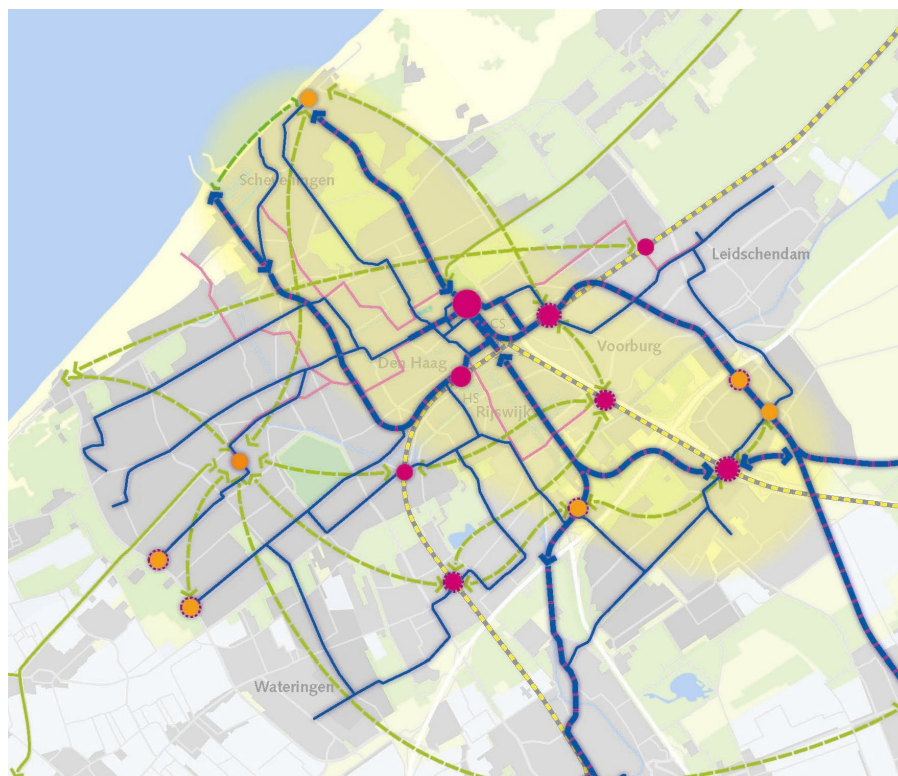 Scheveningen
Leidschendam
CS
Voorburg
Den Haag
HS
Rijswijk
Wateringen